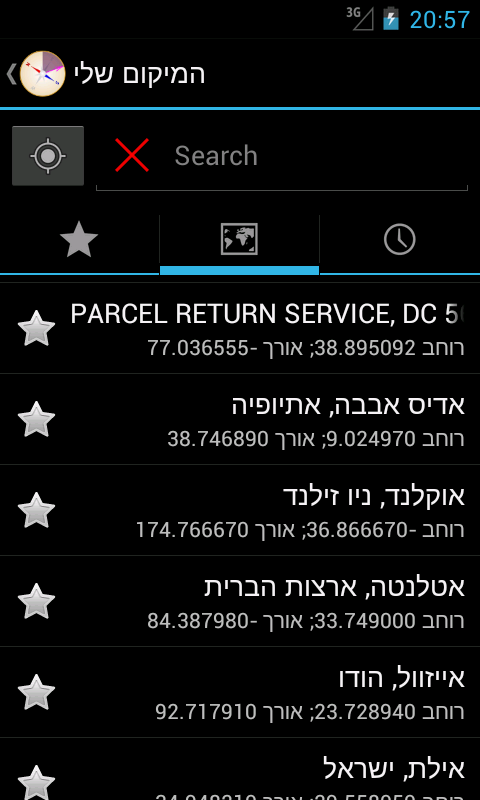 3G
20:57
המיקום שלי
Search
PARCEL RETURN SERVICE, DC
רוחב 38.895092; אורך -77.036555
אדיס אבבה, אתיופיה
רוחב 9.024970; אורך 38.746890
אוקלנד, ניו זילנד
רוחב -36.866670; אורך 174.766670
אטלנטה, ארצות הברית
רוחב 33.749000; אורך -84.387980
אייזוול, הודו
רוחב 23.728940; אורך 92.717910
אילת, ישראל